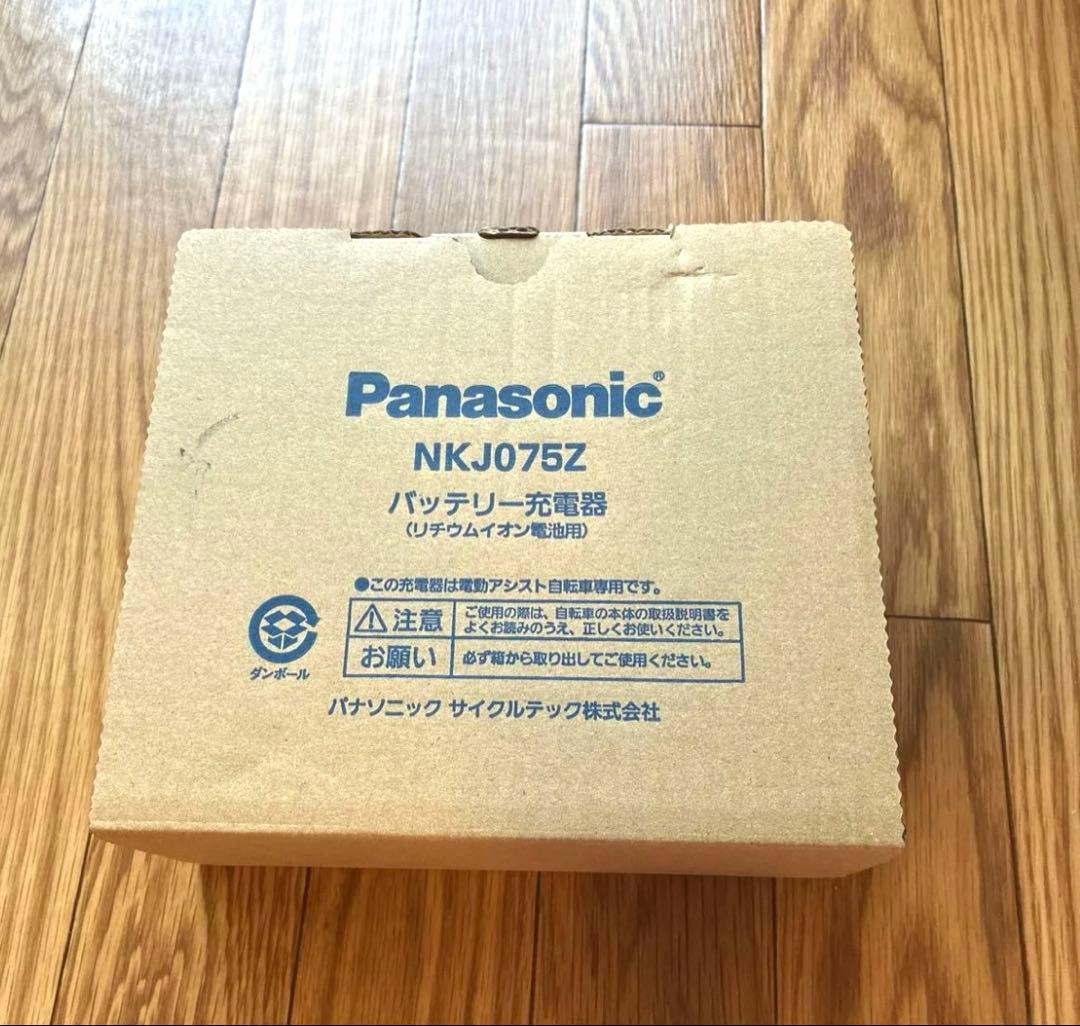 Panasonic®
NKJ075Z
バッテリー充電器
(リチウムイオン電池用)
●この充電器は電動アシスト自転車専用です。
注意 ご使用の際は、自転車の本体の取扱説明書を
よくお読みのうえ、正しくお使いください。
お願い 必ず箱から取り出してご使用ください。
ダンボール
パナソニック サイクルテック株式会社